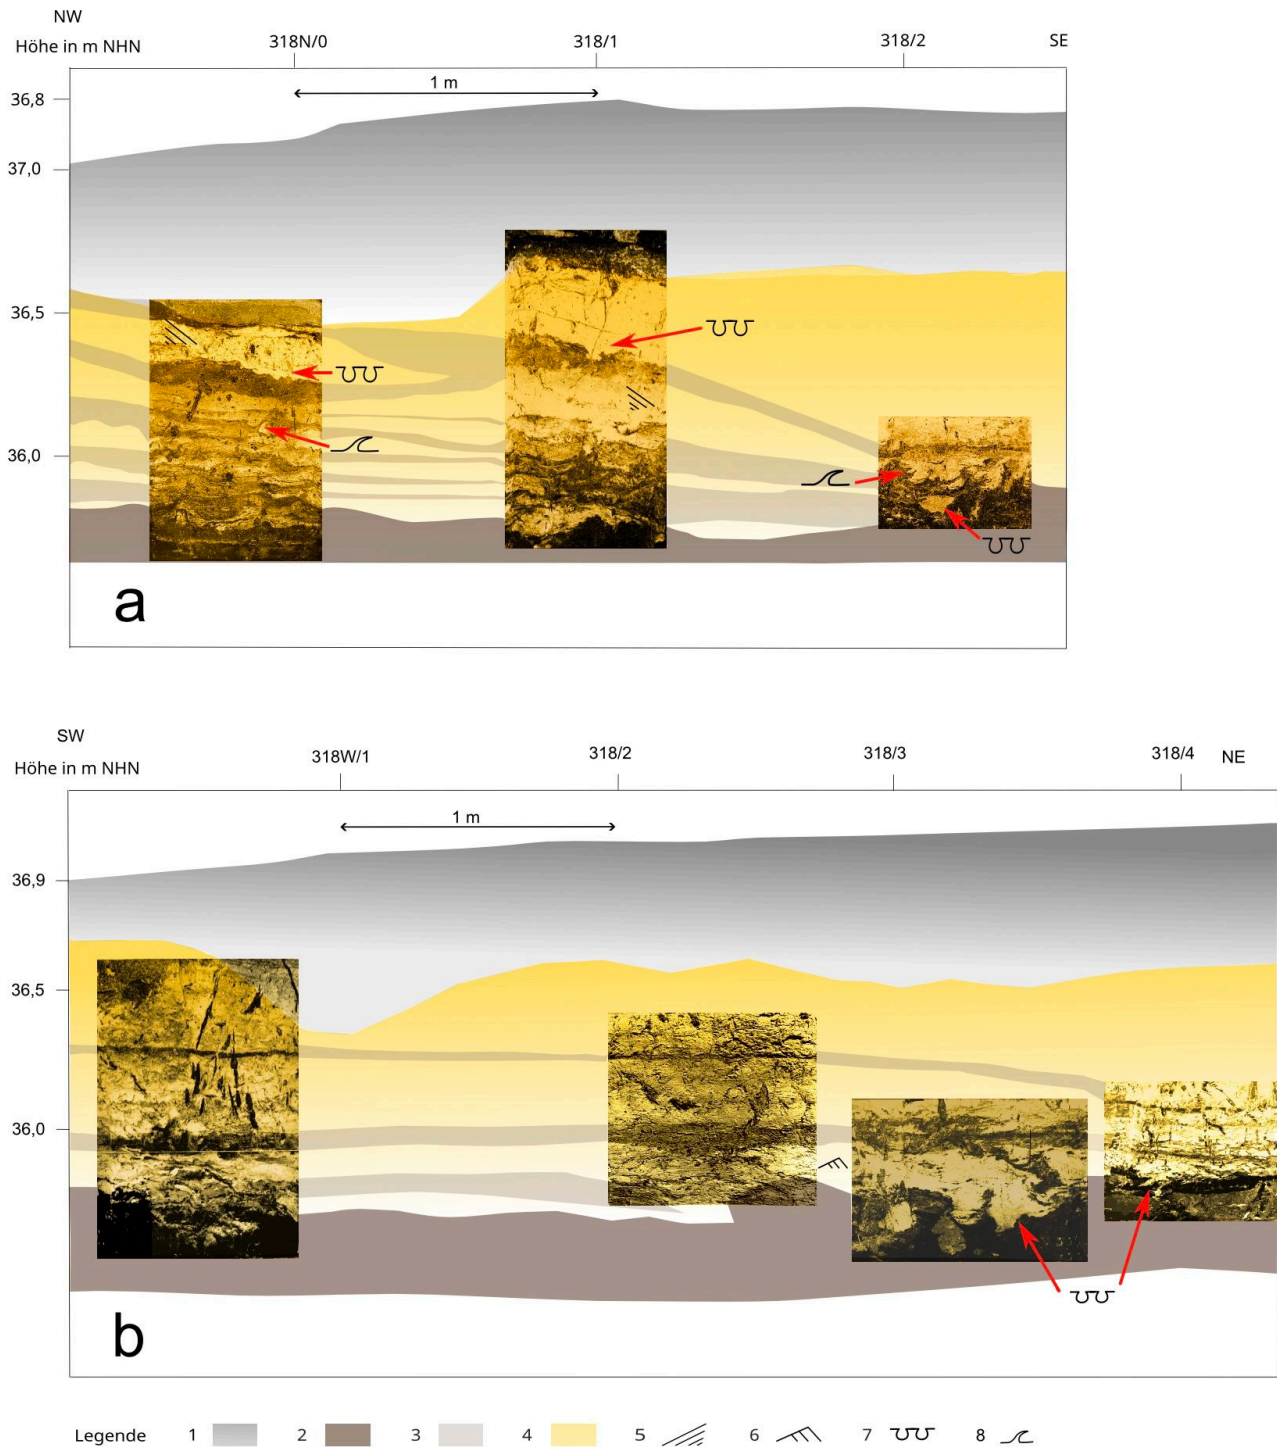 NW
Höhe in m NHN 318N/0 318/1 318/2 SE
1 m
36,8
37,0
36,5
36,0
a
SW
Höhe in m NHN 318W/1 318/2 318/3 318/4 NE
1 m
36,9
36,5
36,0
b
Legende 1 2 3 4 5 6 7 8